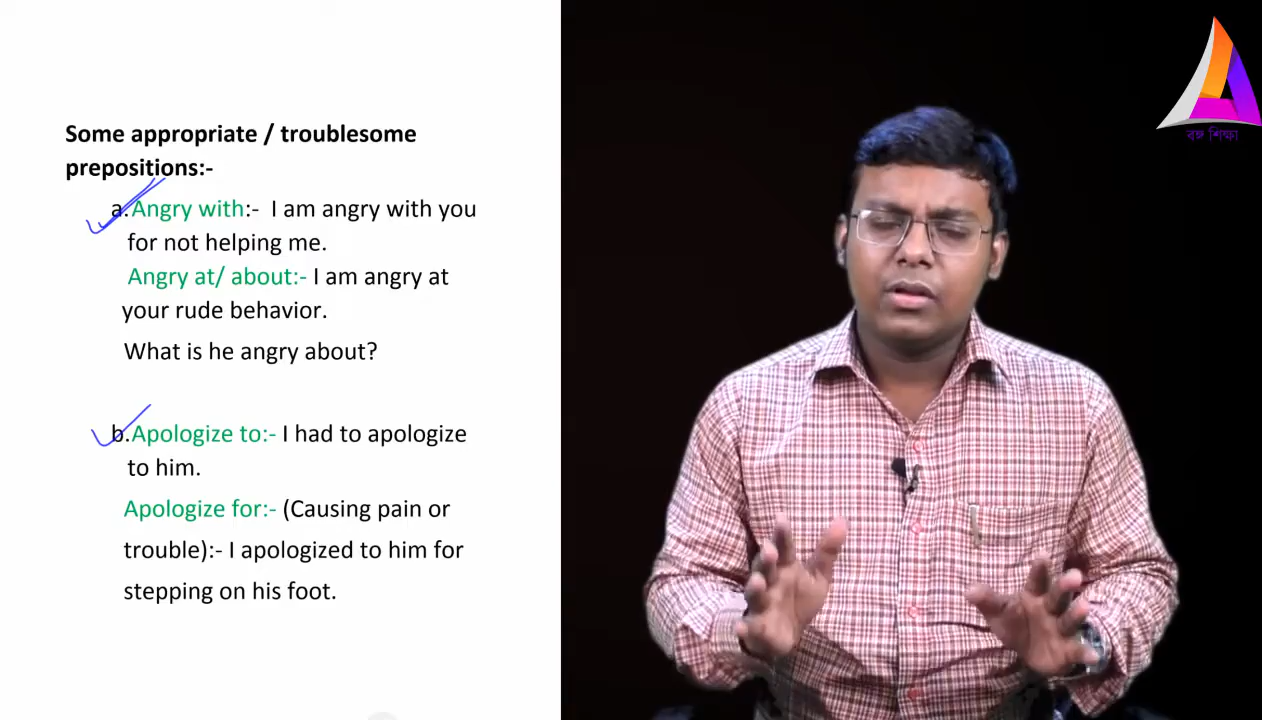 Some appropriate / troublesome
prepositions:-
a. Angry with:- I am angry with you
for not helping me.
Angry at/ about:- I am angry at
your rude behavior.
What is he angry about?
b. Apologize to:- I had to apologize
to him.
Apologize for:- (Causing pain or
trouble):- I apologized to him for
stepping on his foot.
বঙ্গ শিক্ষা